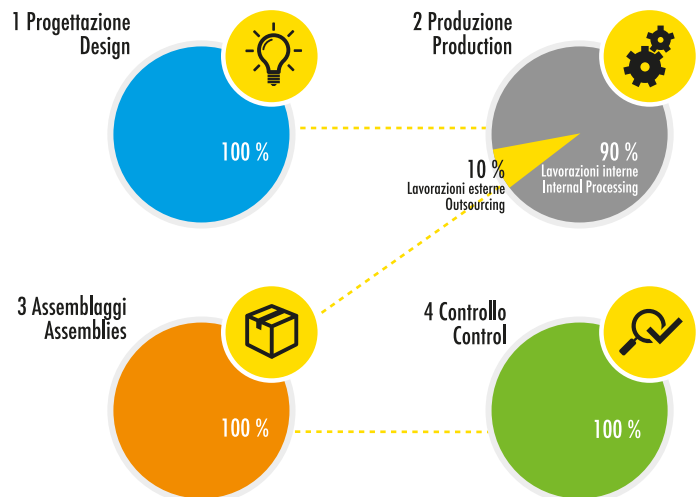 1 Progettazione
Design
100 %
2 Produzione
Production
90 %
Lavorazioni interne
Internal Processing
10 %
Lavorazioni esterne
Outsourcing
3 Assemblaggi
Assemblies
100 %
4 Controllo
Control
100 %